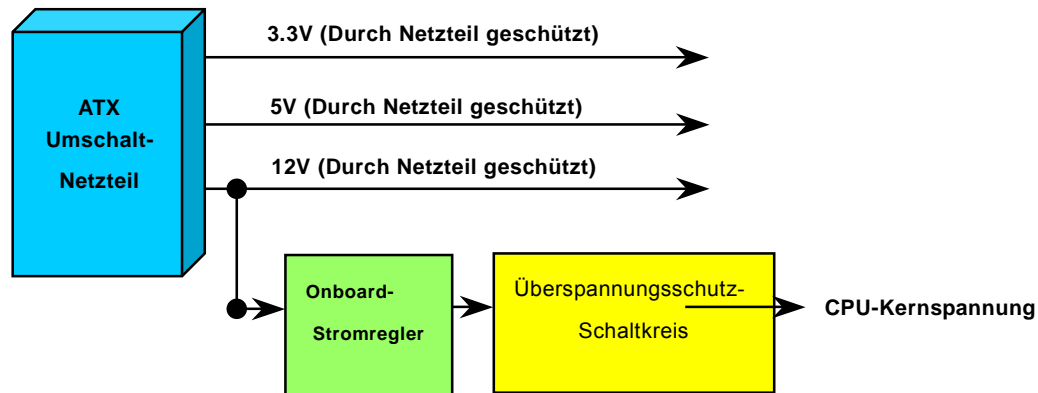 3.3V (Durch Netzteil geschützt)
ATX
Umschalt-
Netzteil
5V (Durch Netzteil geschützt)
12V (Durch Netzteil geschützt)
Onboard-
Stromregler
Überspannungsschutz-
Schaltkreis
CPU-Kernspannung